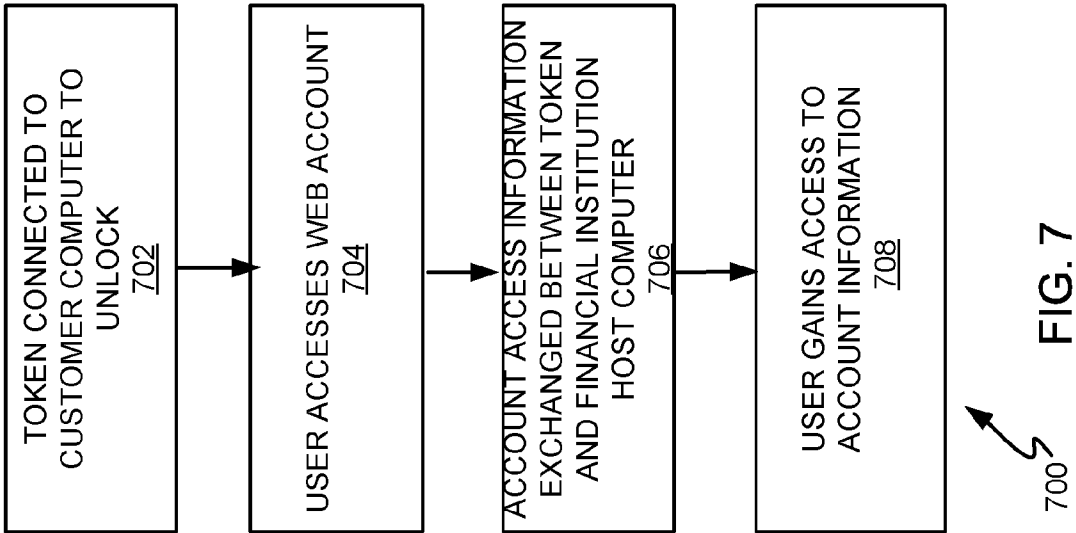 TOKEN CONNECTED TO
CUSTOMER COMPUTER TO
UNLOCK
702
USER ACCESSES WEB ACCOUNT
704
ACCOUNT ACCESS INFORMATION
EXCHANGED BETWEEN TOKEN
AND FINANCIAL INSTITUTION
HOST COMPUTER
706
USER GAINS ACCESS TO
ACCOUNT INFORMATION
708
700
FIG. 7